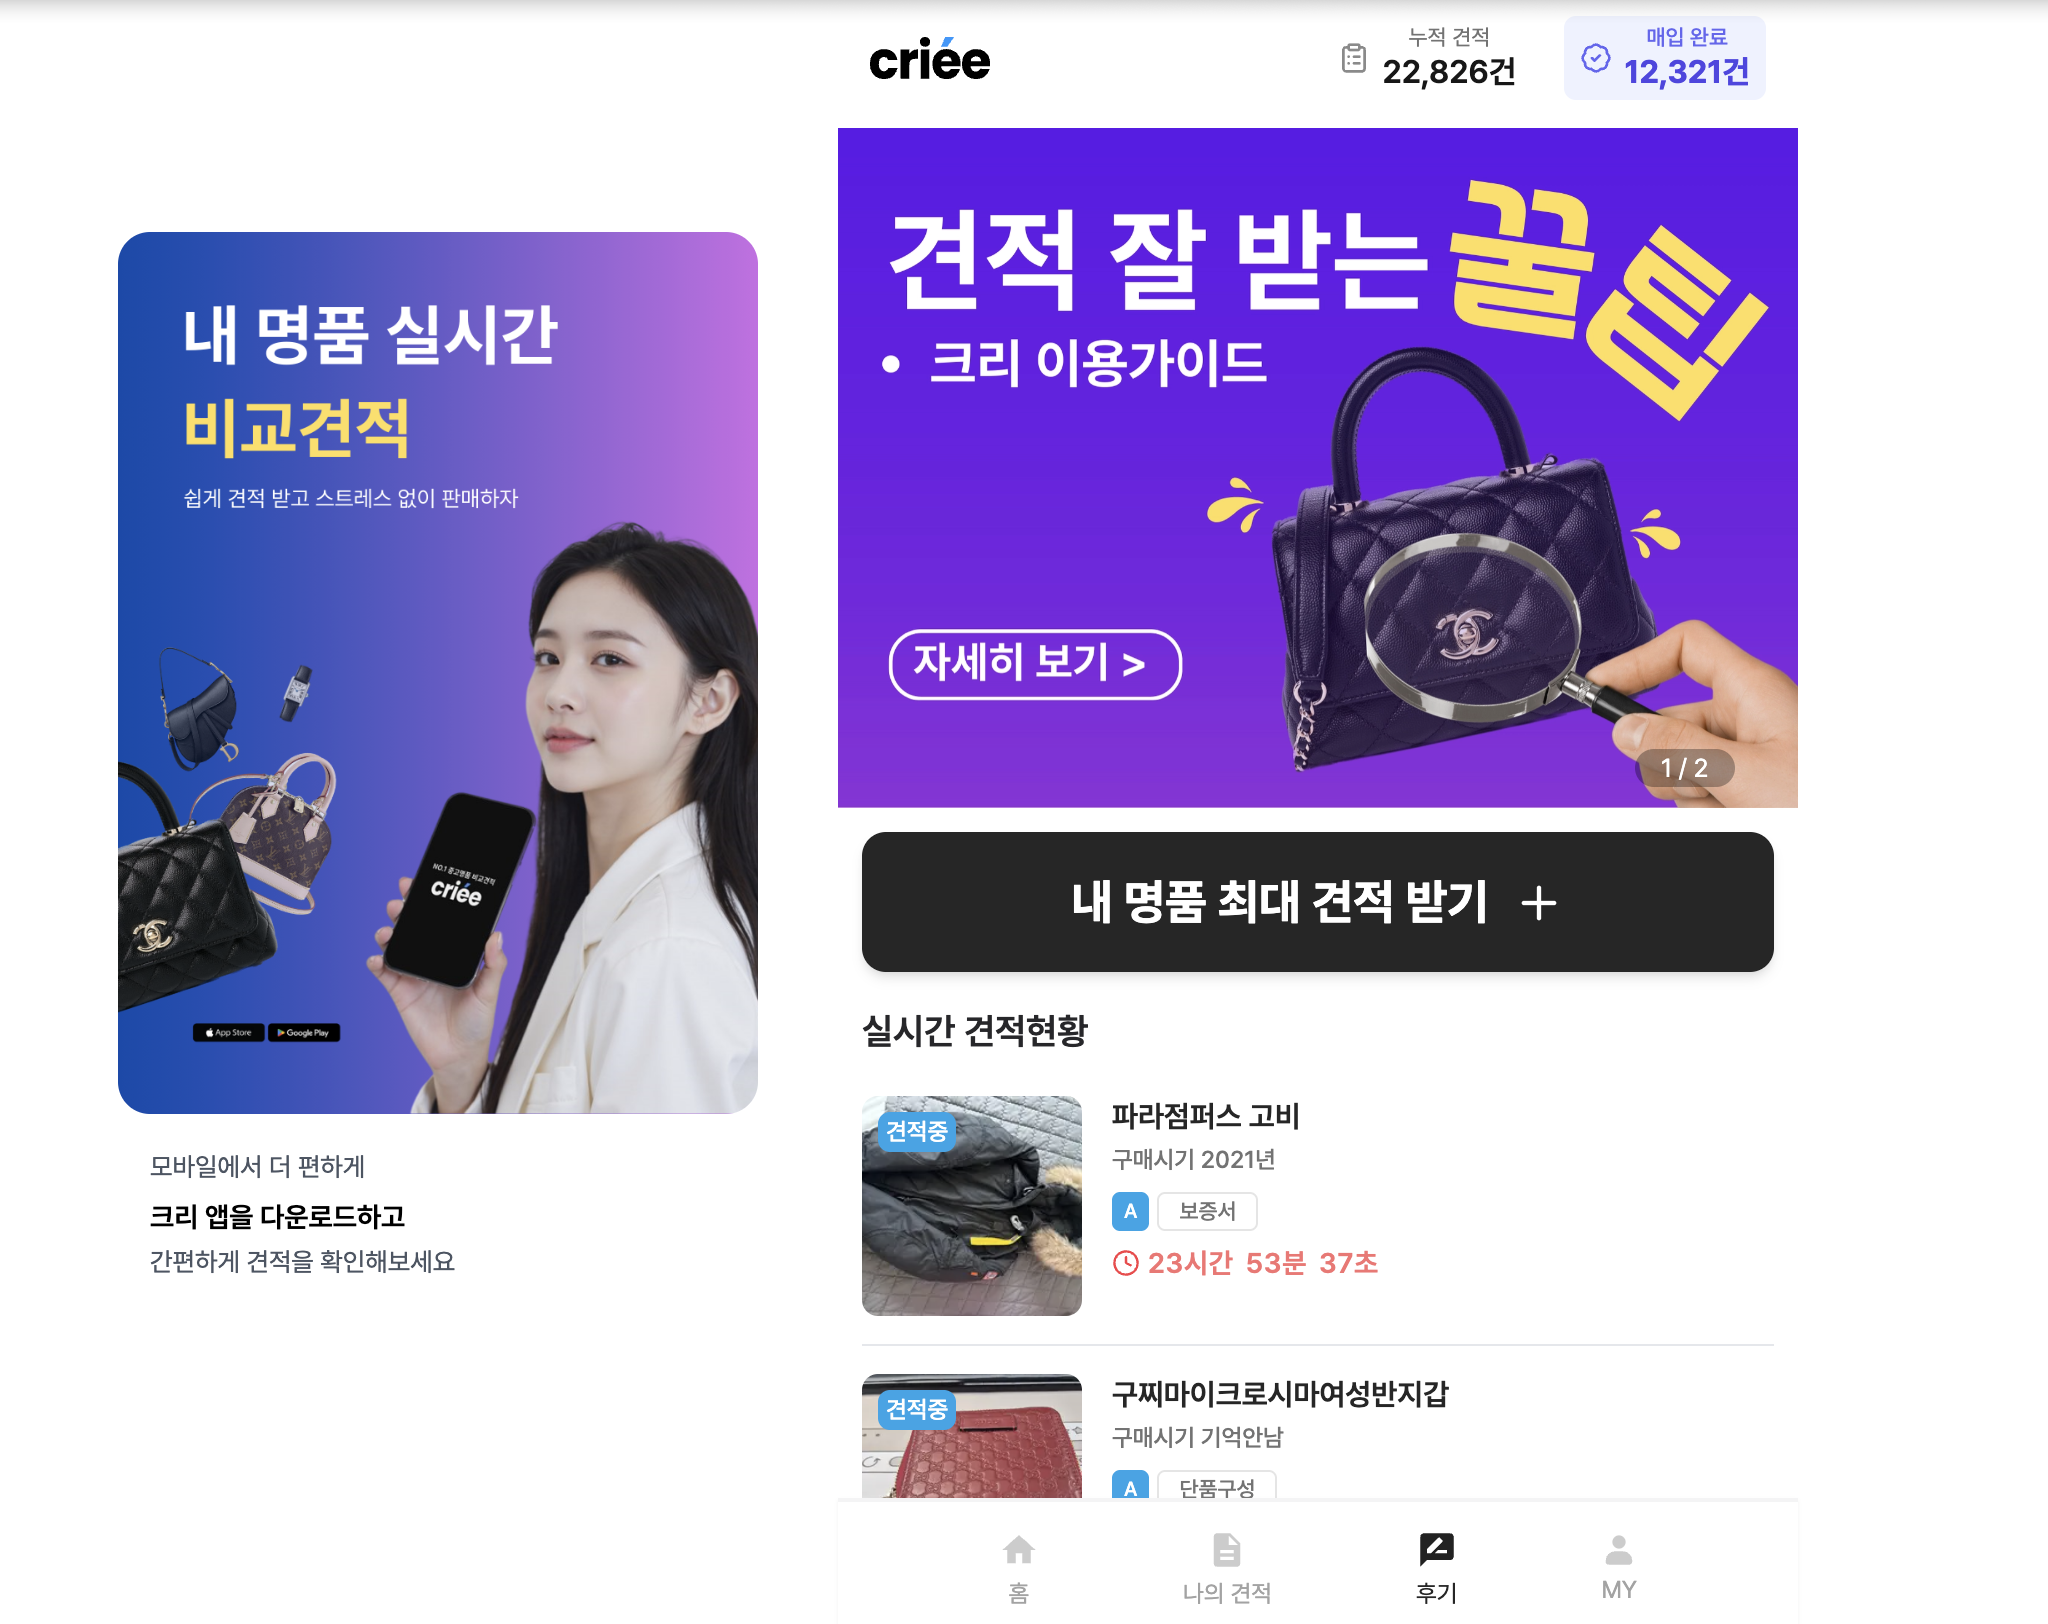 criée
누적 견적
22,826건
매입 완료
12,321건
내 명품 실시간
비교견적
쉽게 견적 받고 스트레스 없이 판매하자
NO.1 중고명품 비교견적
criée
App Store
Google Play
모바일에서 더 편하게
크리 앱을 다운로드하고
간편하게 견적을 확인해보세요
견적 잘 받는 꿀팁
• 크리 이용가이드
자세히 보기 >
1 / 2
내 명품 최대 견적 받기 +
실시간 견적현황
견적중
파라점퍼스 고비
구매시기 2021년
A 보증서
23시간 53분 37초
견적중
구찌마이크로시마여성반지갑
구매시기 기억안남
A 단품구성
홈
나의 견적
후기
MY